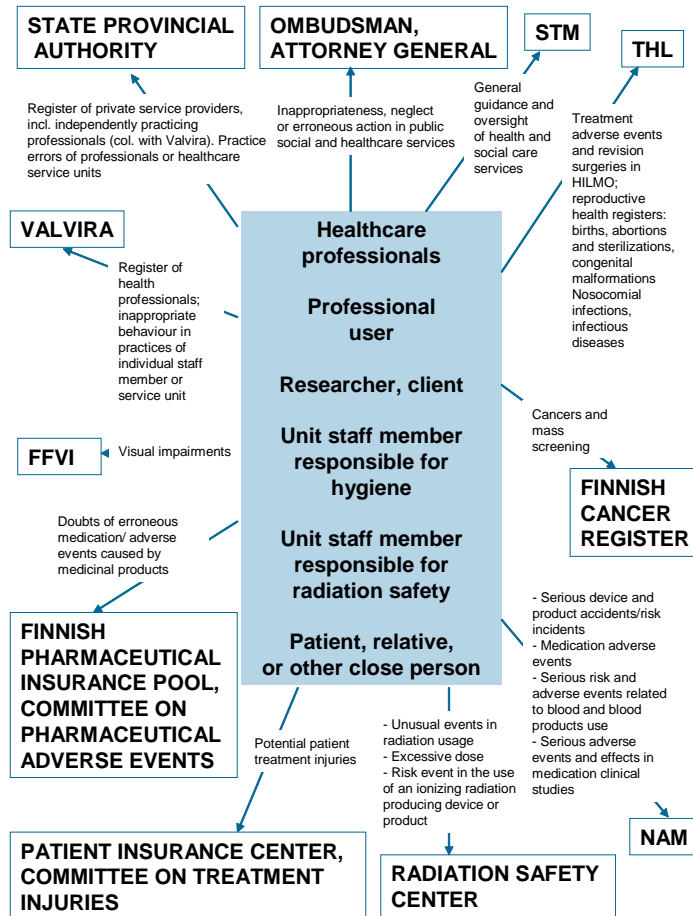 STATE PROVINCIAL
AUTHORITY
OMBUDSMAN,
ATTORNEY GENERAL
STM
THL
Register of private service providers,
incl. independently practicing
professionals (col. with Valvira). Practice
errors of professionals or healthcare
service units
Inappropriateness, neglect
or erroneous action in public
social and healthcare services
General
guidance and
oversight
of health and
social care
services
Treatment
adverse events
and revision
surgeries in
HILMO;
reproductive
health registers:
births, abortions
and sterilizations,
congenital
malformations
Nosocomial
infections,
infectious
diseases
VALVIRA
Register of
health
professionals;
inappropriate
behaviour in
practices of
individual staff
member or
service unit
Healthcare
professionals
Professional
user
Researcher, client
Unit staff member
responsible for
hygiene
Unit staff member
responsible for
radiation safety
Patient, relative,
or other close person
Cancers and
mass
screening
FINNISH
CANCER
REGISTER
FFVI
Visual impairments
Doubts of erroneous
medication/ adverse
events caused by
medicinal products
FINNISH
PHARMACEUTICAL
INSURANCE POOL,
COMMITTEE ON
PHARMACEUTICAL
ADVERSE EVENTS
- Serious device and
product accidents/risk
incidents
- Medication adverse
events
- Serious risk and
adverse events related
to blood and blood
products use
- Serious adverse
events and effects in
medication clinical
studies
NAM
Potential patient
treatment injuries
- Unusual events in
radiation usage
- Excessive dose
- Risk event in the use
of an ionizing radiation
producing device or
product
PATIENT INSURANCE CENTER,
COMMITTEE ON TREATMENT
INJURIES
RADIATION SAFETY
CENTER